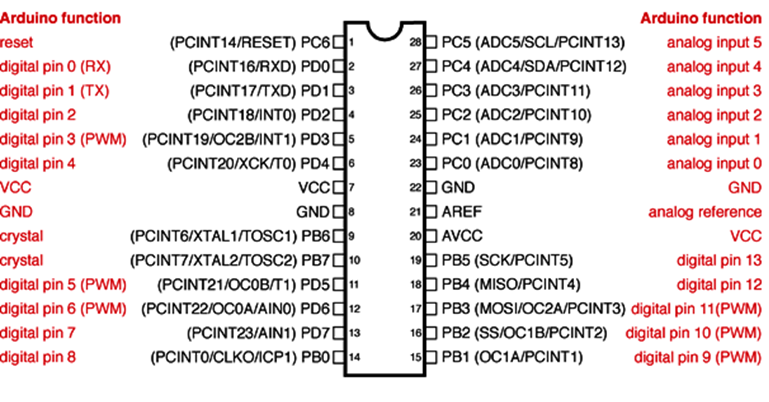 Arduino function Arduino function
reset (PCINT14/RESET) PC6 1 28 PC5 (ADC5/SCL/PCINT13) analog input 5
digital pin 0 (RX) (PCINT16/RXD) PD0 2 27 PC4 (ADC4/SDA/PCINT12) analog input 4
digital pin 1 (TX) (PCINT17/TXD) PD1 3 26 PC3 (ADC3/PCINT11) analog input 3
digital pin 2 (PCINT18/INT0) PD2 4 25 PC2 (ADC2/PCINT10) analog input 2
digital pin 3 (PWM) (PCINT19/OC2B/INT1) PD3 5 24 PC1 (ADC1/PCINT9) analog input 1
digital pin 4 (PCINT20/XCK/T0) PD4 6 23 PC0 (ADC0/PCINT8) analog input 0
VCC VCC 7 22 GND GND
GND GND 8 21 AREF analog reference
crystal (PCINT6/XTAL1/TOSC1) PB6 9 20 AVCC VCC
crystal (PCINT7/XTAL2/TOSC2) PB7 10 19 PB5 (SCK/PCINT5) digital pin 13
digital pin 5 (PWM) (PCINT21/OC0B/T1) PD5 11 18 PB4 (MISO/PCINT4) digital pin 12
digital pin 6 (PWM) (PCINT22/OC0A/AIN0) PD6 12 17 PB3 (MOSI/OC2A/PCINT3) digital pin 11(PWM)
digital pin 7 (PCINT23/AIN1) PD7 13 16 PB2 (SS/OC1B/PCINT2) digital pin 10 (PWM)
digital pin 8 (PCINT0/CLKO/ICP1) PB0 14 15 PB1 (OC1A/PCINT1) digital pin 9 (PWM)